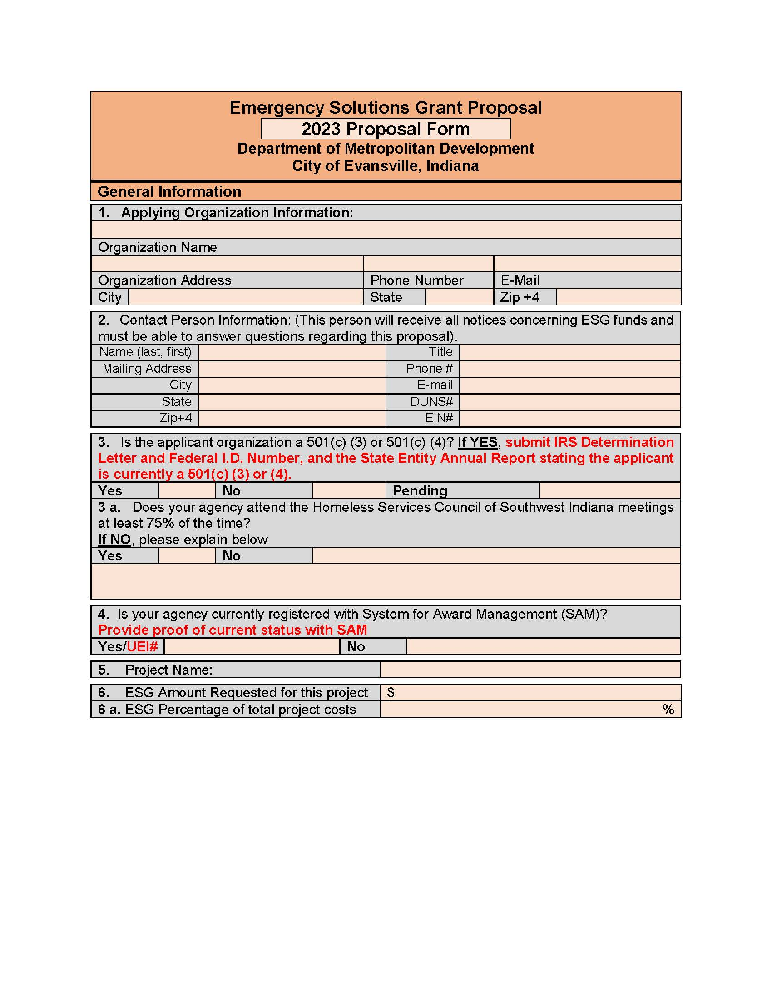 Emergency Solutions Grant Proposal
2023 Proposal Form
Department of Metropolitan Development
City of Evansville, Indiana
General Information
1. Applying Organization Information:
Organization Name
Organization Address Phone Number E-Mail
City State Zip +4
2. Contact Person Information: (This person will receive all notices concerning ESG funds and
must be able to answer questions regarding this proposal).
Name (last, first) Title
Mailing Address Phone #
City E-mail
State DUNS#
Zip+4 EIN#
3. Is the applicant organization a 501(c) (3) or 501(c) (4)? If YES, submit IRS Determination
Letter and Federal I.D. Number, and the State Entity Annual Report stating the applicant
is currently a 501(c) (3) or (4).
Yes No Pending
3 a. Does your agency attend the Homeless Services Council of Southwest Indiana meetings
at least 75% of the time?
If NO, please explain below
Yes No
4. Is your agency currently registered with System for Award Management (SAM)?
Provide proof of current status with SAM
Yes/UEI# No
5. Project Name:
6. ESG Amount Requested for this project $
6 a. ESG Percentage of total project costs %